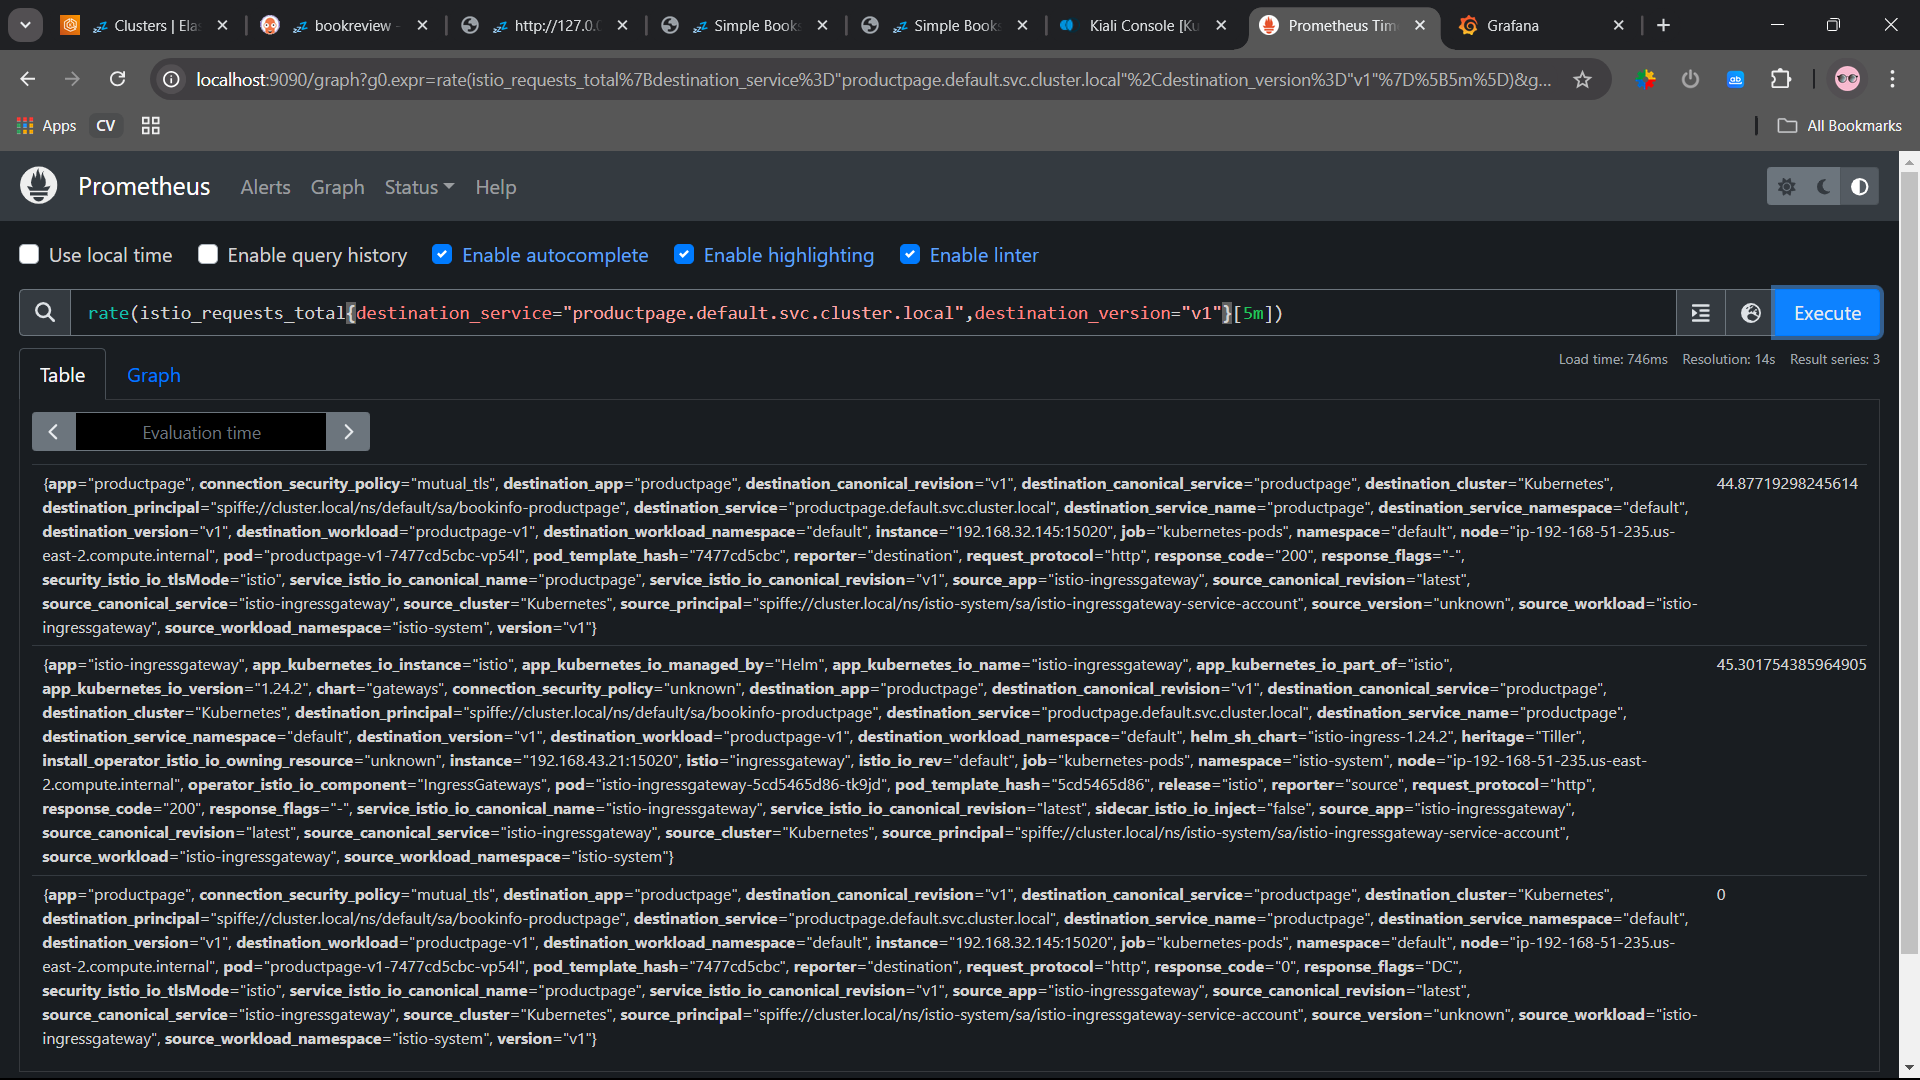 Clusters | Ela
bookreview -
http://127.0.0
Simple Books
Simple Books
Kiali Console [Ku
Prometheus Tim
Grafana
localhost:9090/graph?g0.expr=rate(istio_requests_total%7Bdestination_service%3D"productpage.default.svc.cluster.local"%2Cdestination_version%3D"v1"%7D%5B5m%5D)&g...
Apps
CV
All Bookmarks
Prometheus
Alerts
Graph
Status
Help
Use local time
Enable query history
Enable autocomplete
Enable highlighting
Enable linter
rate(istio_requests_total{destination_service="productpage.default.svc.cluster.local",destination_version="v1"}[5m])
Execute
Load time: 746ms Resolution: 14s Result series: 3
Table
Graph
Evaluation time
{app="productpage", connection_security_policy="mutual_tls", destination_app="productpage", destination_canonical_revision="v1", destination_canonical_service="productpage", destination_cluster="Kubernetes", 44.87719298245614
destination_principal="spiffe://cluster.local/ns/default/sa/bookinfo-productpage", destination_service="productpage.default.svc.cluster.local", destination_service_name="productpage", destination_service_namespace="default",
destination_version="v1", destination_workload="productpage-v1", destination_workload_namespace="default", instance="192.168.32.145:15020", job="kubernetes-pods", namespace="default", node="ip-192-168-51-235.us-
east-2.compute.internal", pod="productpage-v1-7477cd5cbc-vp54l", pod_template_hash="7477cd5cbc", reporter="destination", request_protocol="http", response_code="200", response_flags="-",
security_istio_io_tlsMode="istio", service_istio_io_canonical_name="productpage", service_istio_io_canonical_revision="v1", source_app="istio-ingressgateway", source_canonical_revision="latest",
source_canonical_service="istio-ingressgateway", source_cluster="Kubernetes", source_principal="spiffe://cluster.local/ns/istio-system/sa/istio-ingressgateway-service-account", source_version="unknown", source_workload="istio-
ingressgateway", source_workload_namespace="istio-system", version="v1"}
{app="istio-ingressgateway", app_kubernetes_io_instance="istio", app_kubernetes_io_managed_by="Helm", app_kubernetes_io_name="istio-ingressgateway", app_kubernetes_io_part_of="istio", 45.301754385964905
app_kubernetes_io_version="1.24.2", chart="gateways", connection_security_policy="unknown", destination_app="productpage", destination_canonical_revision="v1", destination_canonical_service="productpage",
destination_cluster="Kubernetes", destination_principal="spiffe://cluster.local/ns/default/sa/bookinfo-productpage", destination_service="productpage.default.svc.cluster.local", destination_service_name="productpage",
destination_service_namespace="default", destination_version="v1", destination_workload="productpage-v1", destination_workload_namespace="default", helm_sh_chart="istio-ingress-1.24.2", heritage="Tiller",
install_operator_istio_io_owning_resource="unknown", instance="192.168.43.21:15020", istio="ingressgateway", istio_io_rev="default", job="kubernetes-pods", namespace="istio-system", node="ip-192-168-51-235.us-east-
2.compute.internal", operator_istio_io_component="IngressGateways", pod="istio-ingressgateway-5cd5465d86-tk9jd", pod_template_hash="5cd5465d86", release="istio", reporter="source", request_protocol="http",
response_code="200", response_flags="-", service_istio_io_canonical_name="istio-ingressgateway", service_istio_io_canonical_revision="latest", sidecar_istio_io_inject="false", source_app="istio-ingressgateway",
source_canonical_revision="latest", source_canonical_service="istio-ingressgateway", source_cluster="Kubernetes", source_principal="spiffe://cluster.local/ns/istio-system/sa/istio-ingressgateway-service-account",
source_workload="istio-ingressgateway", source_workload_namespace="istio-system"}
{app="productpage", connection_security_policy="mutual_tls", destination_app="productpage", destination_canonical_revision="v1", destination_canonical_service="productpage", destination_cluster="Kubernetes", 0
destination_principal="spiffe://cluster.local/ns/default/sa/bookinfo-productpage", destination_service="productpage.default.svc.cluster.local", destination_service_name="productpage", destination_service_namespace="default",
destination_version="v1", destination_workload="productpage-v1", destination_workload_namespace="default", instance="192.168.32.145:15020", job="kubernetes-pods", namespace="default", node="ip-192-168-51-235.us-
east-2.compute.internal", pod="productpage-v1-7477cd5cbc-vp54l", pod_template_hash="7477cd5cbc", reporter="destination", request_protocol="http", response_code="0", response_flags="DC",
security_istio_io_tlsMode="istio", service_istio_io_canonical_name="productpage", service_istio_io_canonical_revision="v1", source_app="istio-ingressgateway", source_canonical_revision="latest",
source_canonical_service="istio-ingressgateway", source_cluster="Kubernetes", source_principal="spiffe://cluster.local/ns/istio-system/sa/istio-ingressgateway-service-account", source_version="unknown", source_workload="istio-
ingressgateway", source_workload_namespace="istio-system", version="v1"}